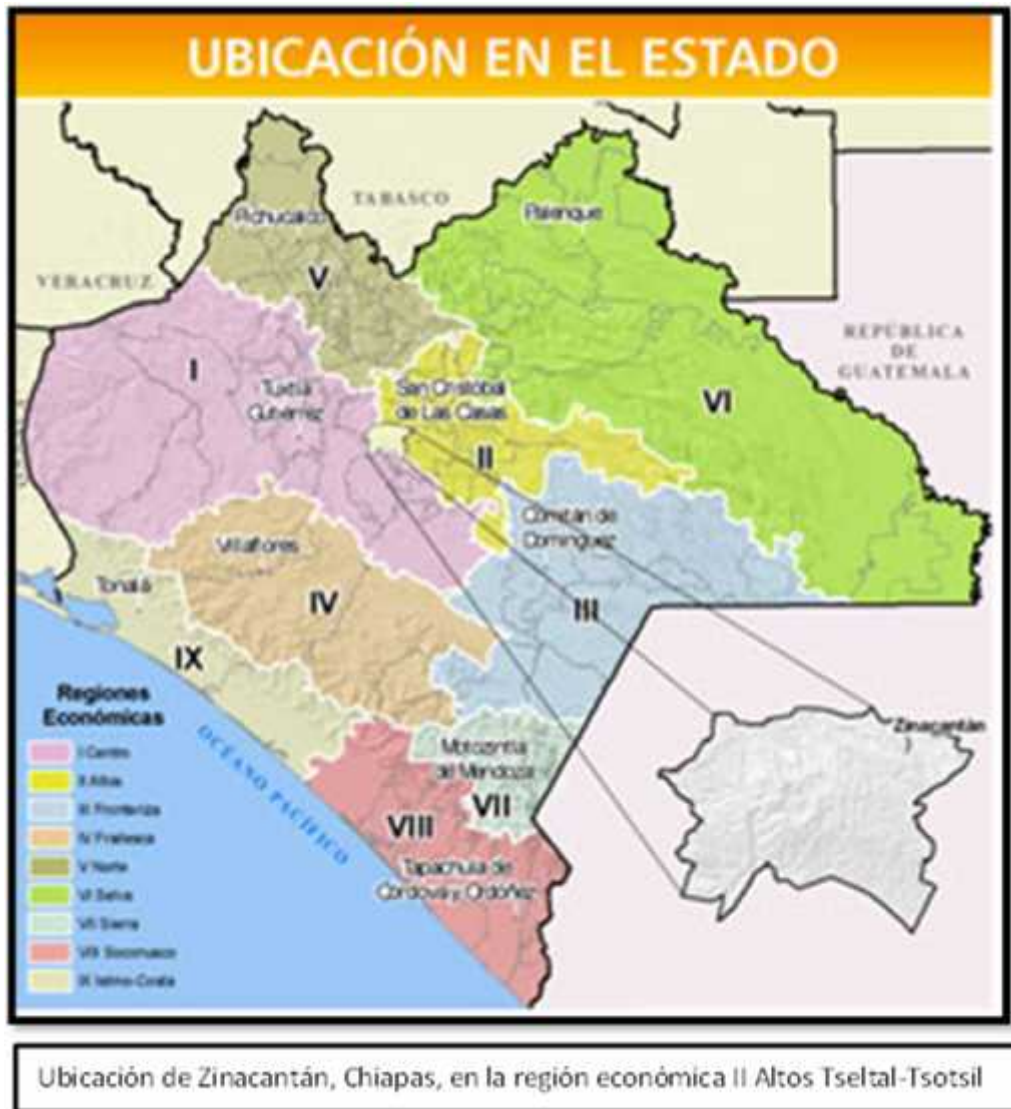 UBICACIÓN EN EL ESTADO
TABASCO
Pichucalco
Palenque
VERACRUZ
V
REPÚBLICA
DE
GUATEMALA
I
Tuxtla
Gutiérrez
San Cristóbal
de Las Casas
VI
II
Comitán de
Domínguez
Villaflores
Tonalá
IV
III
IX
Regiones
Económicas
I Centro
II Altos
III Fronteriza
IV Frailesca
V Norte
VI Selva
VII Sierra
VIII Soconusco
IX Istmo-Costa
OCÉANO PACÍFICO
Motozintla
de Mendoza
VII
VIII
Tapachula de
Córdova y Ordóñez
Zinacantán
Ubicación de Zinacantán, Chiapas, en la región económica II Altos Tseltal-Tsotsil